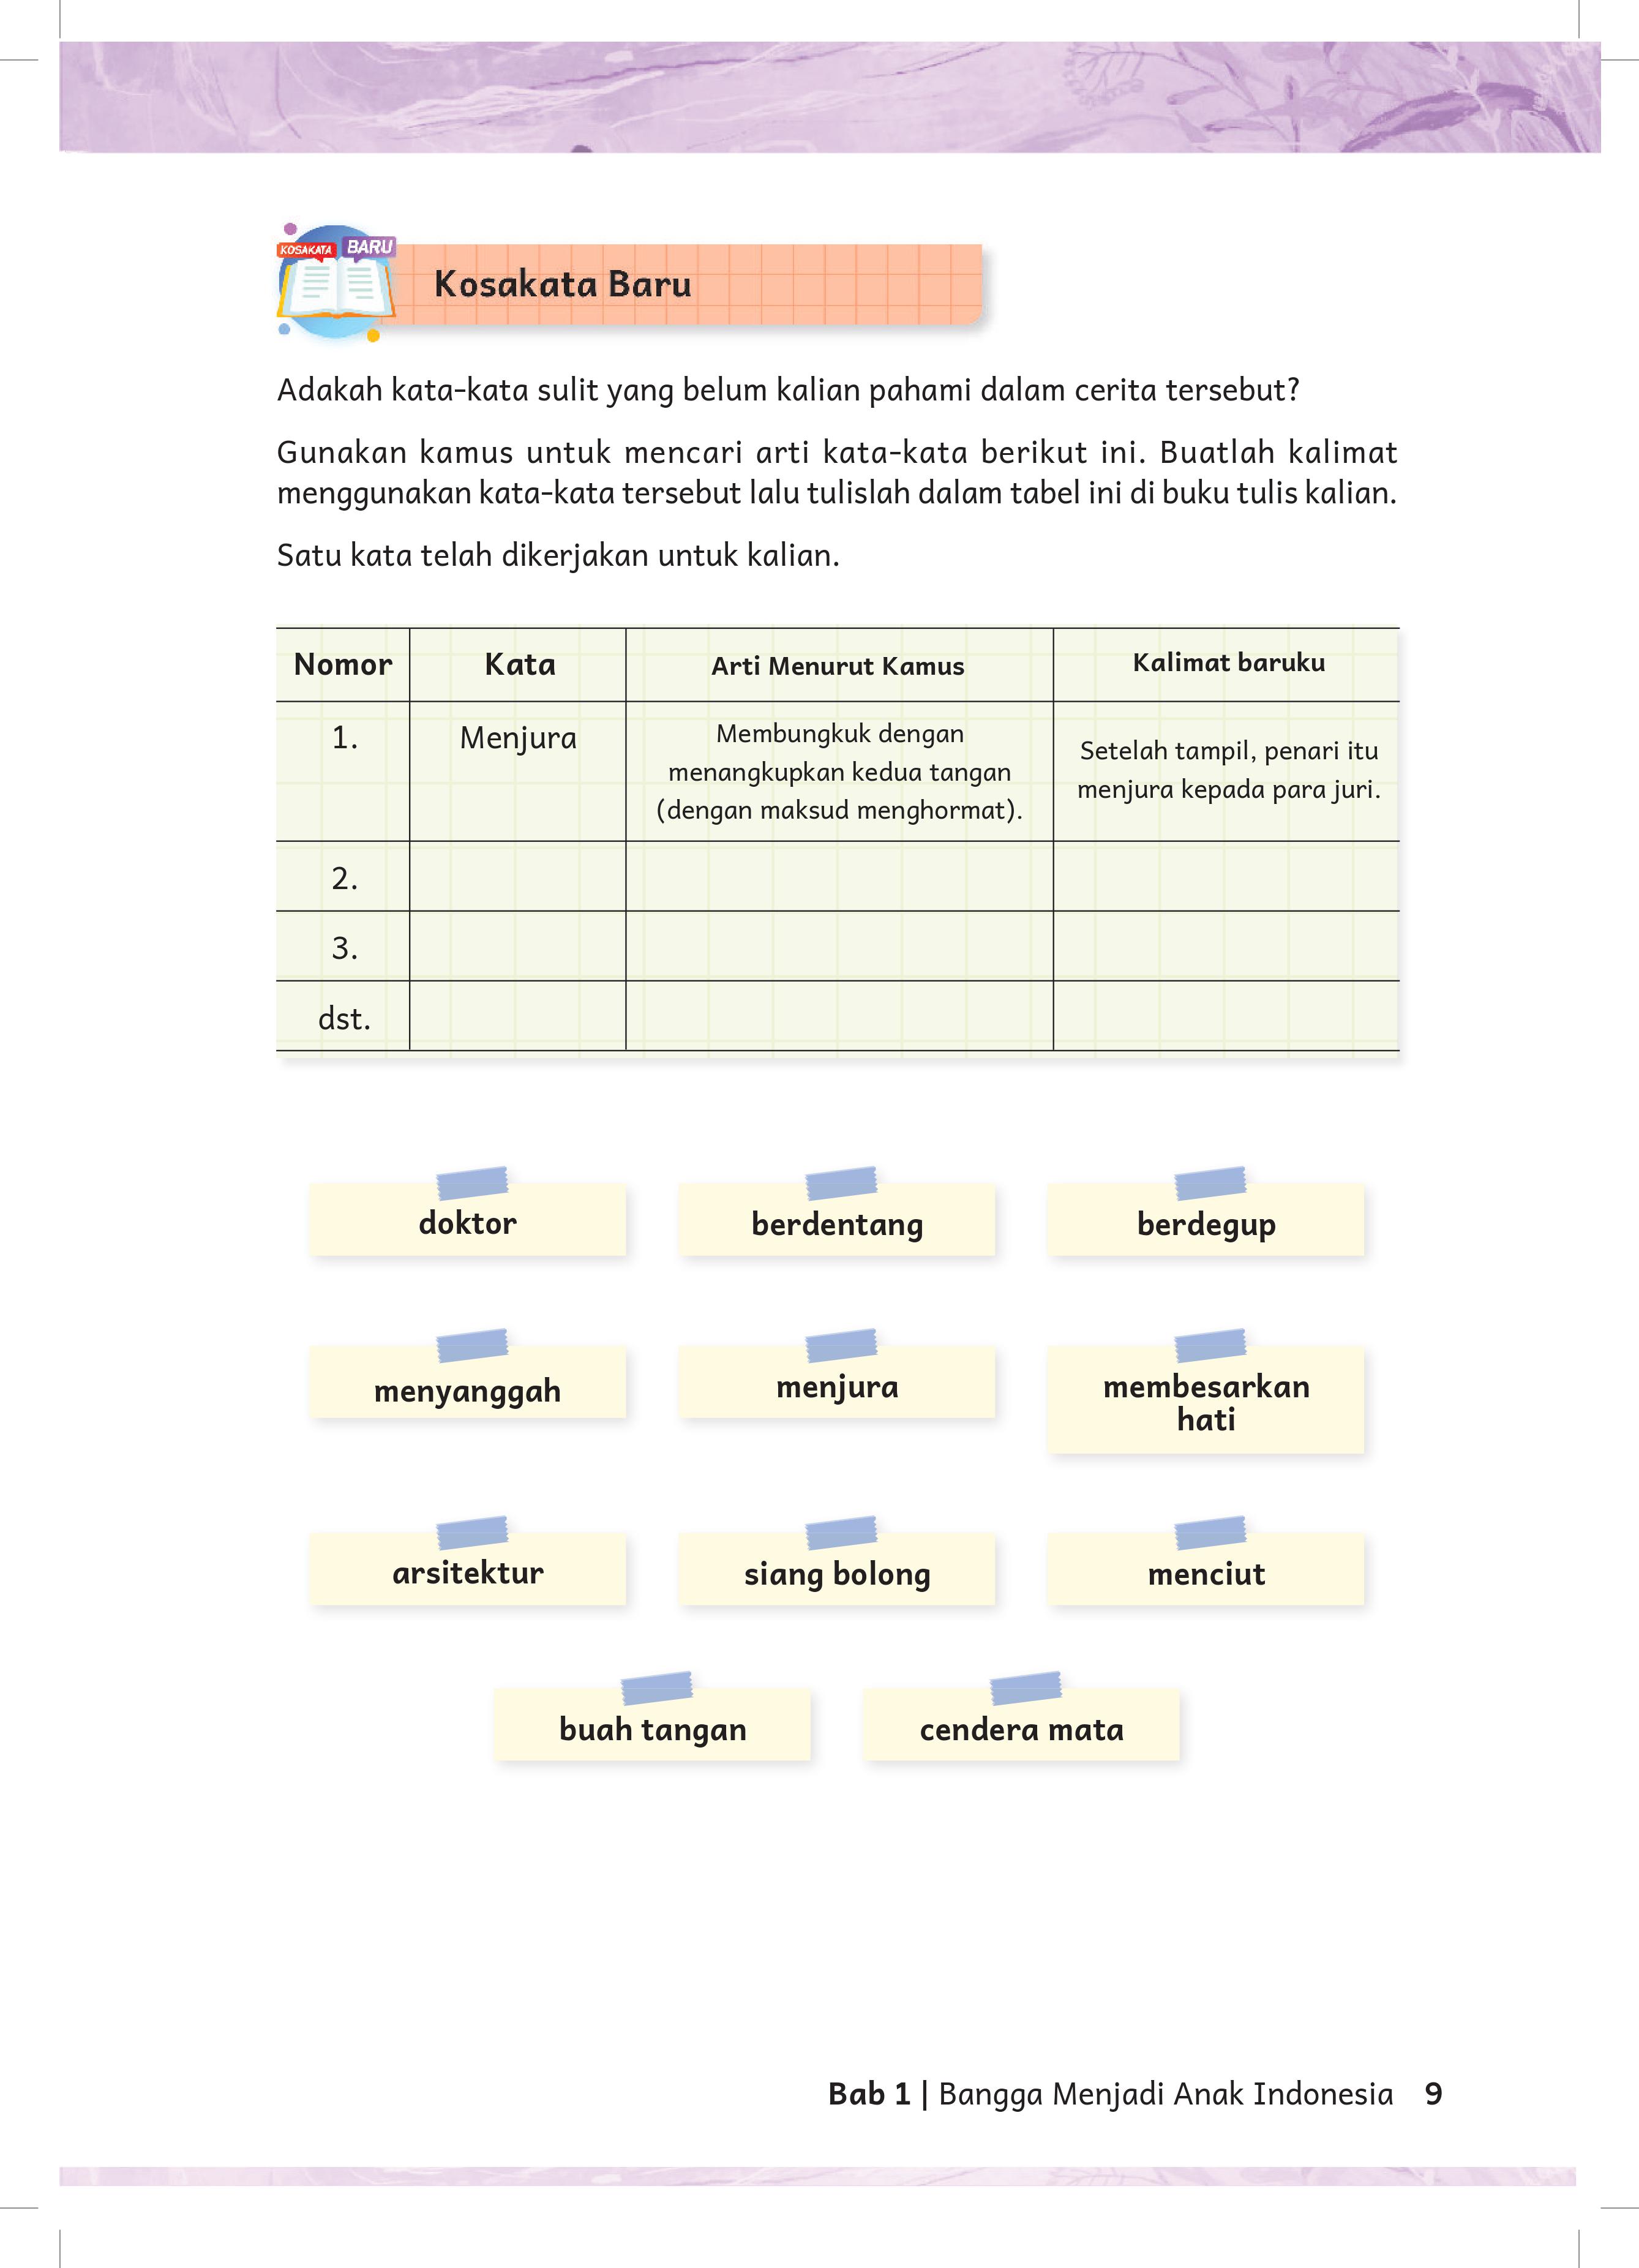 KOSAKATA BARU
Kosakata Baru
Adakah kata-kata sulit yang belum kalian pahami dalam cerita tersebut?
Gunakan kamus untuk mencari arti kata-kata berikut ini. Buatlah kalimat
menggunakan kata-kata tersebut lalu tulislah dalam tabel ini di buku tulis kalian.
Satu kata telah dikerjakan untuk kalian.
Nomor Kata Arti Menurut Kamus Kalimat baruku
1. Menjura
Membungkuk dengan
menangkupkan kedua tangan
(dengan maksud menghormat).
Setelah tampil, penari itu
menjura kepada para juri.
2.
3.
dst.
doktor berdentang berdegup
menyanggah menjura membesarkan
hati
arsitektur siang bolong menciut
buah tangan cendera mata
Bab 1 | Bangga Menjadi Anak Indonesia 9